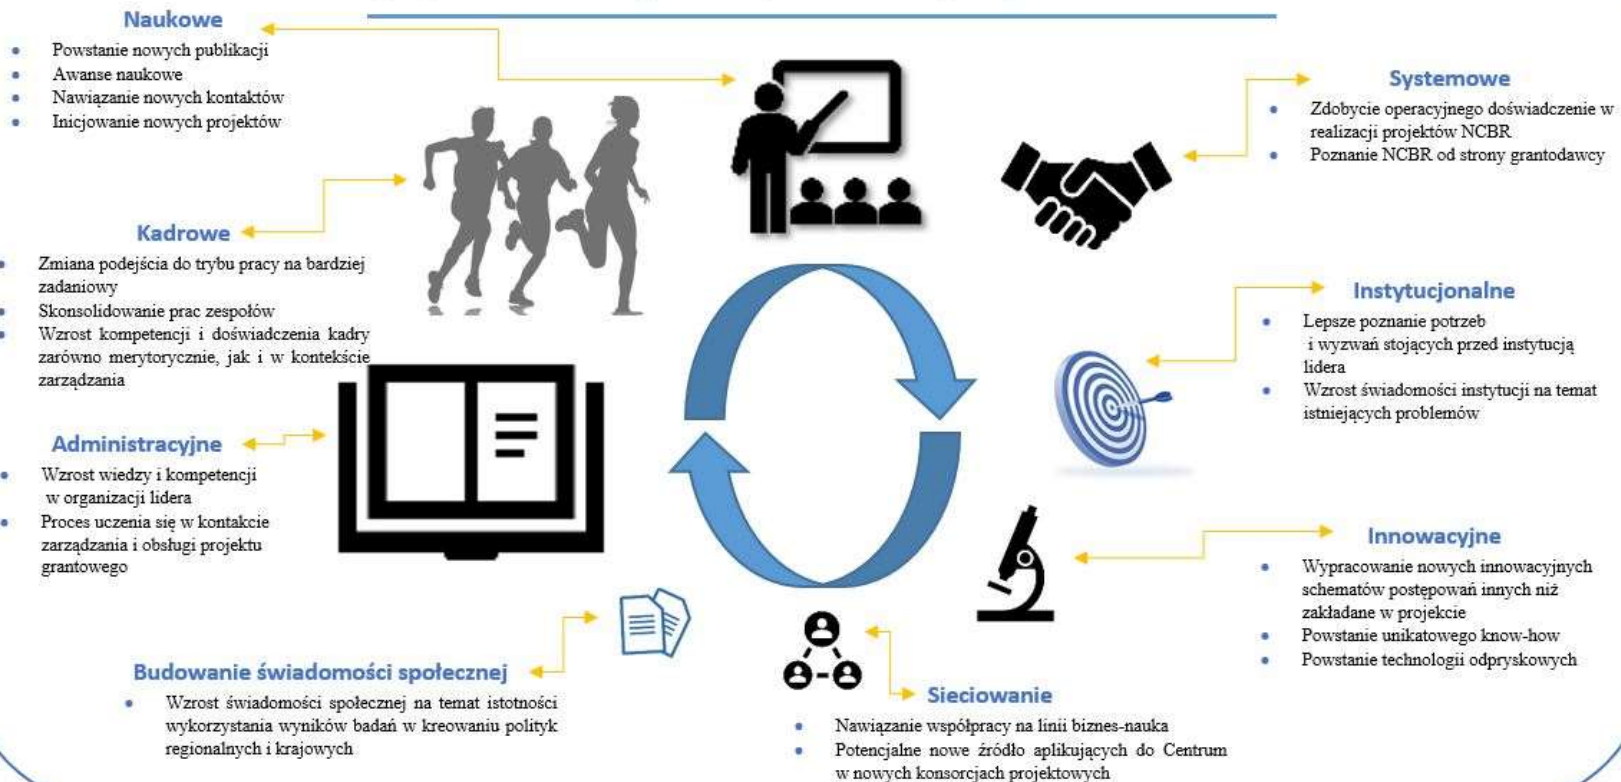 Naukowe
Powstanie nowych publikacji
Awanse naukowe
Nawiązanie nowych kontaktów
Inicjowanie nowych projektów
Systemowe
Zdobycie operacyjnego doświadczenie w
realizacji projektów NCBR
Poznanie NCBR od strony grantodawcy
Kadrowe
Zmiana podejścia do trybu pracy na bardziej
zadaniowy
Skonsolidowanie prac zespołów
Wzrost kompetencji i doświadczenia kadry
zarówno merytorycznie, jak i w kontekście
zarządzania
Instytucjonalne
Lepsze poznanie potrzeb
i wyzwań stojących przed instytucją
lidera
Wzrost świadomości instytucji na temat
istniejących problemów
Administracyjne
Wzrost wiedzy i kompetencji
w organizacji lidera
Proces uczenia się w kontakcie
zarządzania i obsługi projektu
grantowego
Innowacyjne
Wypracowanie nowych innowacyjnych
schematów postępowań innych niż
zakładane w projekcie
Powstanie unikatowego know-how
Powstanie technologii odpryskowych
Budowanie świadomości społecznej
Wzrost świadomości społecznej na temat istotności
wykorzystania wyników badań w kreowaniu polityk
regionalnych i krajowych
Sieciowanie
Nawiązanie współpracy na linii biznes-nauka
Potencjalne nowe źródło aplikujących do Centrum
w nowych konsorcjach projektowych